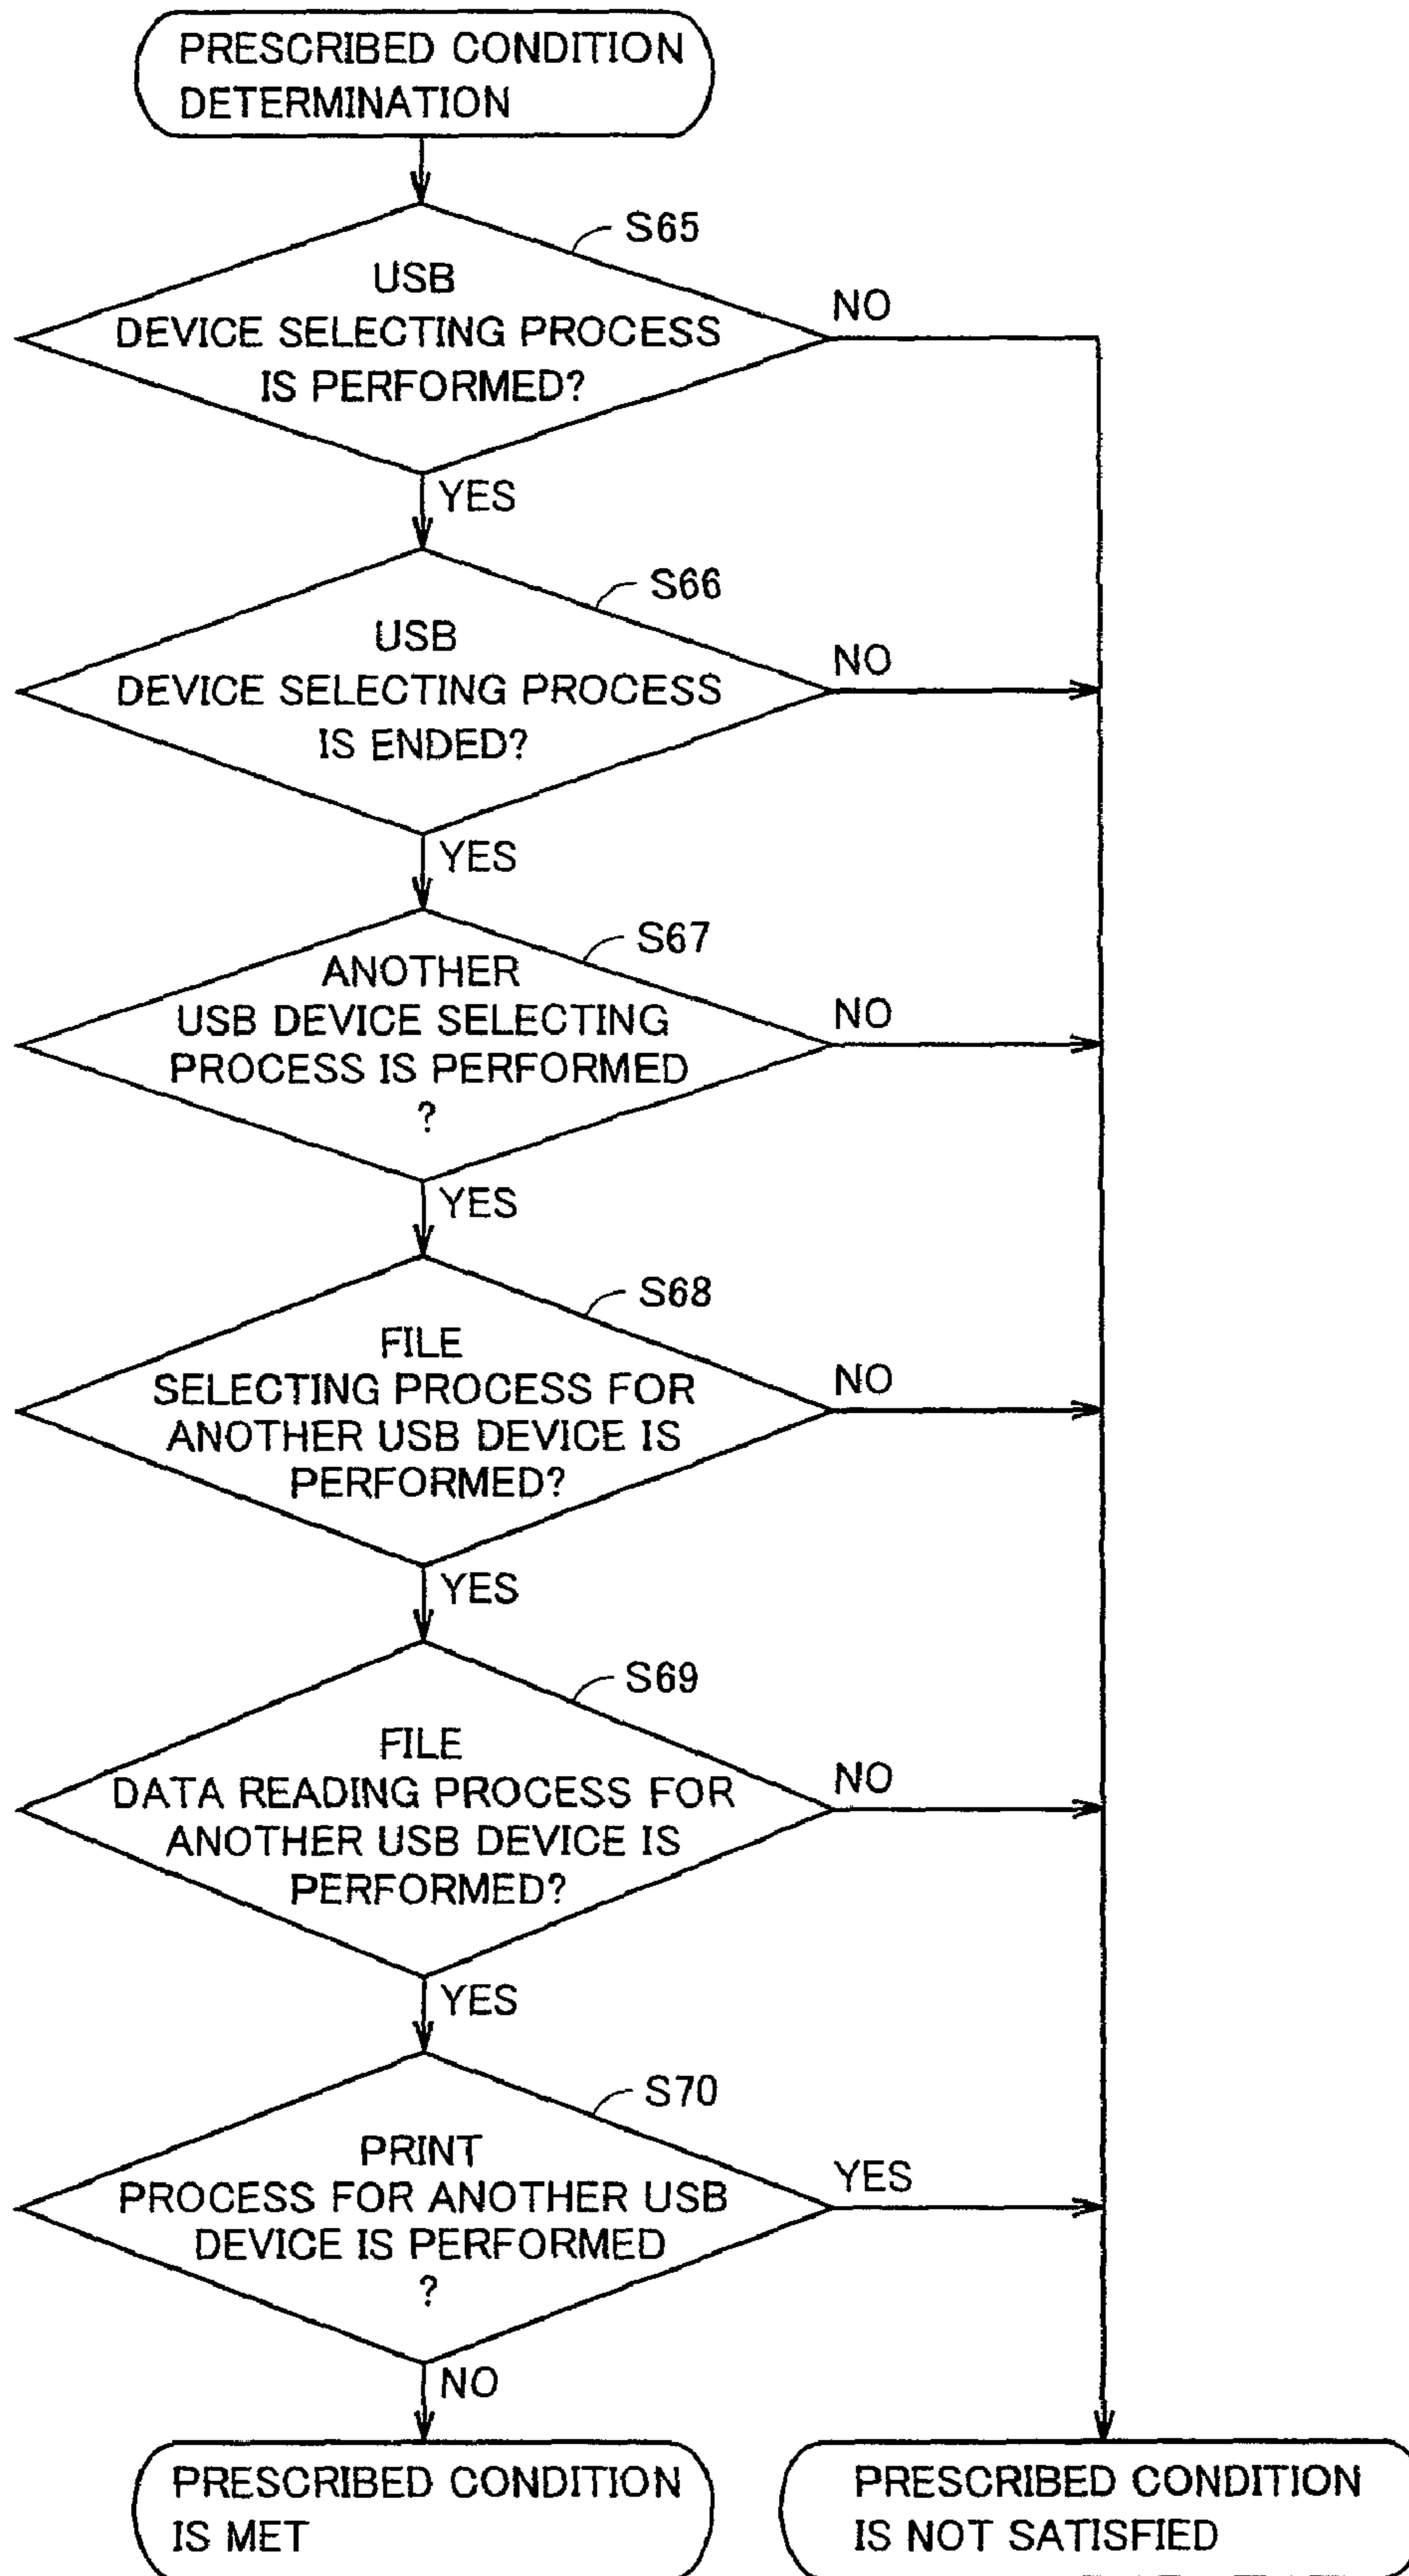 PRESCRIBED CONDITION
DETERMINATION
S65
USB
DEVICE SELECTING PROCESS
IS PERFORMED?
NO
YES
S66
USB
DEVICE SELECTING PROCESS
IS ENDED?
NO
YES
S67
ANOTHER
USB DEVICE SELECTING
PROCESS IS PERFORMED
?
NO
YES
S68
FILE
SELECTING PROCESS FOR
ANOTHER USB DEVICE IS
PERFORMED?
NO
YES
S69
FILE
DATA READING PROCESS FOR
ANOTHER USB DEVICE IS
PERFORMED?
NO
YES
S70
PRINT
PROCESS FOR ANOTHER USB
DEVICE IS PERFORMED
?
YES
NO
PRESCRIBED CONDITION
IS MET
PRESCRIBED CONDITION
IS NOT SATISFIED